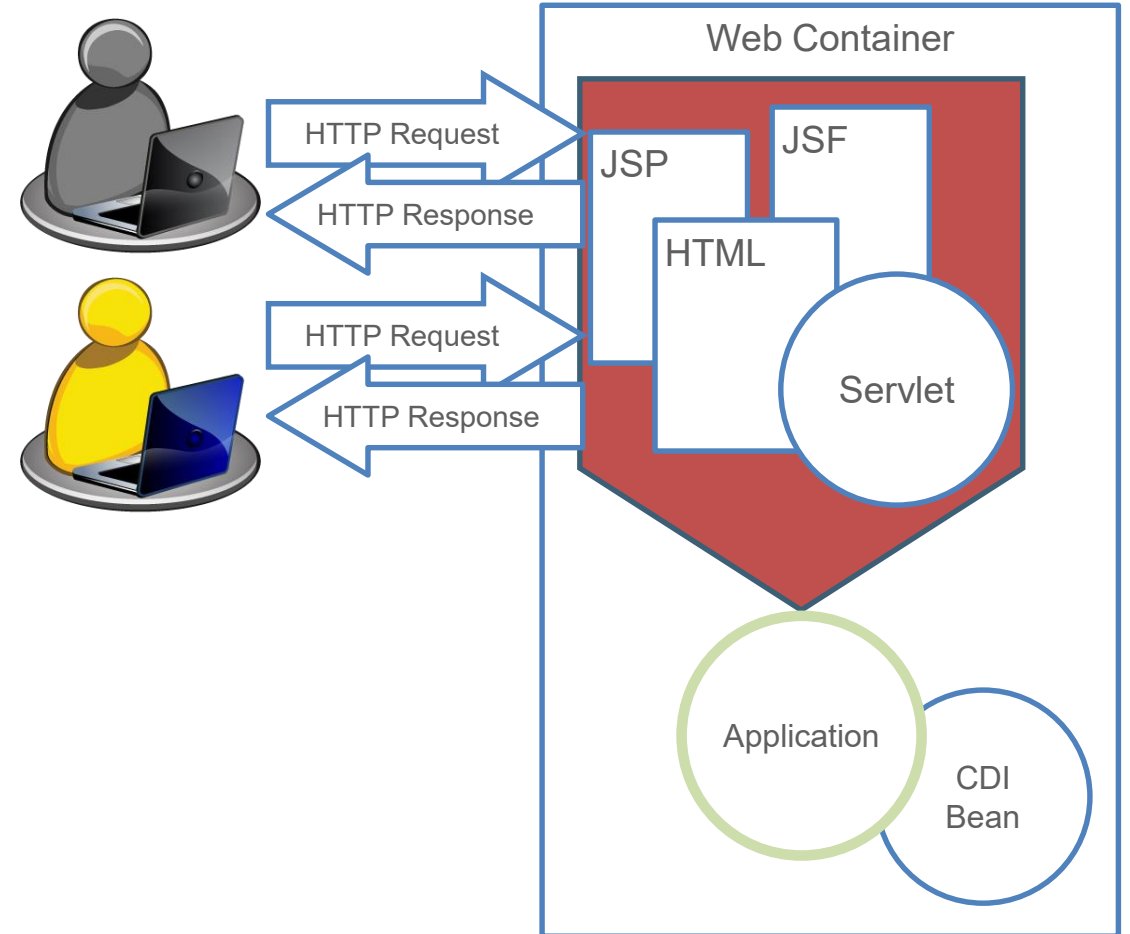 Web Container
HTTP Request
HTTP Response
HTTP Request
HTTP Response
JSP
JSF
HTML
Servlet
Application
CDI
Bean